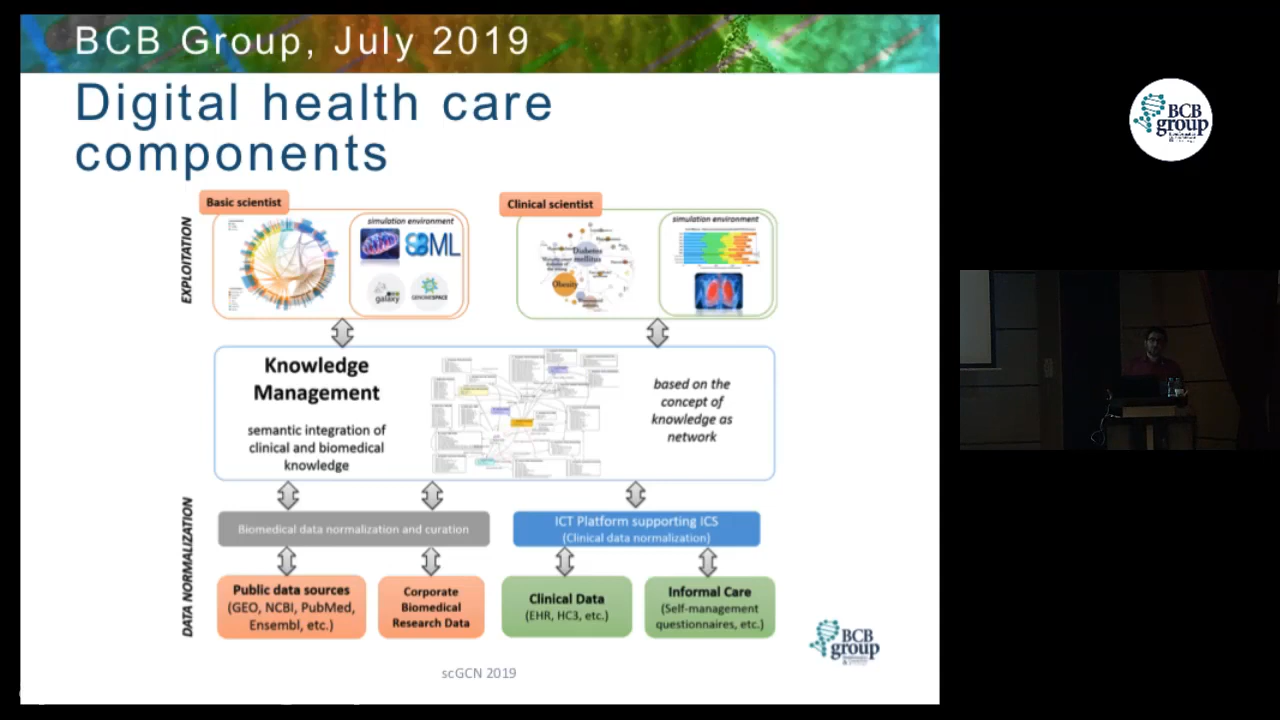 BCB Group, July 2019
Digital health care
components
Basic scientist
Clinical scientist
EXPLOITATION
simulation environment
SBML
galaxy
GENOMESPACE
Diabetes
mellitus
Obesity
simulation environment
Knowledge
Management
semantic integration of
clinical and biomedical
knowledge
based on the
concept of
knowledge as
network
DATA NORMALIZATION
Biomedical data normalization and curation
ICT Platform supporting ICS
(Clinical data normalization)
Public data sources
(GEO, NCBI, PubMed,
Ensembl, etc.)
Corporate
Biomedical
Research Data
Clinical Data
(EHR, HC3, etc.)
Informal Care
(Self-management
questionnaires, etc.)
BCB
group
scGCN 2019
BCB
group